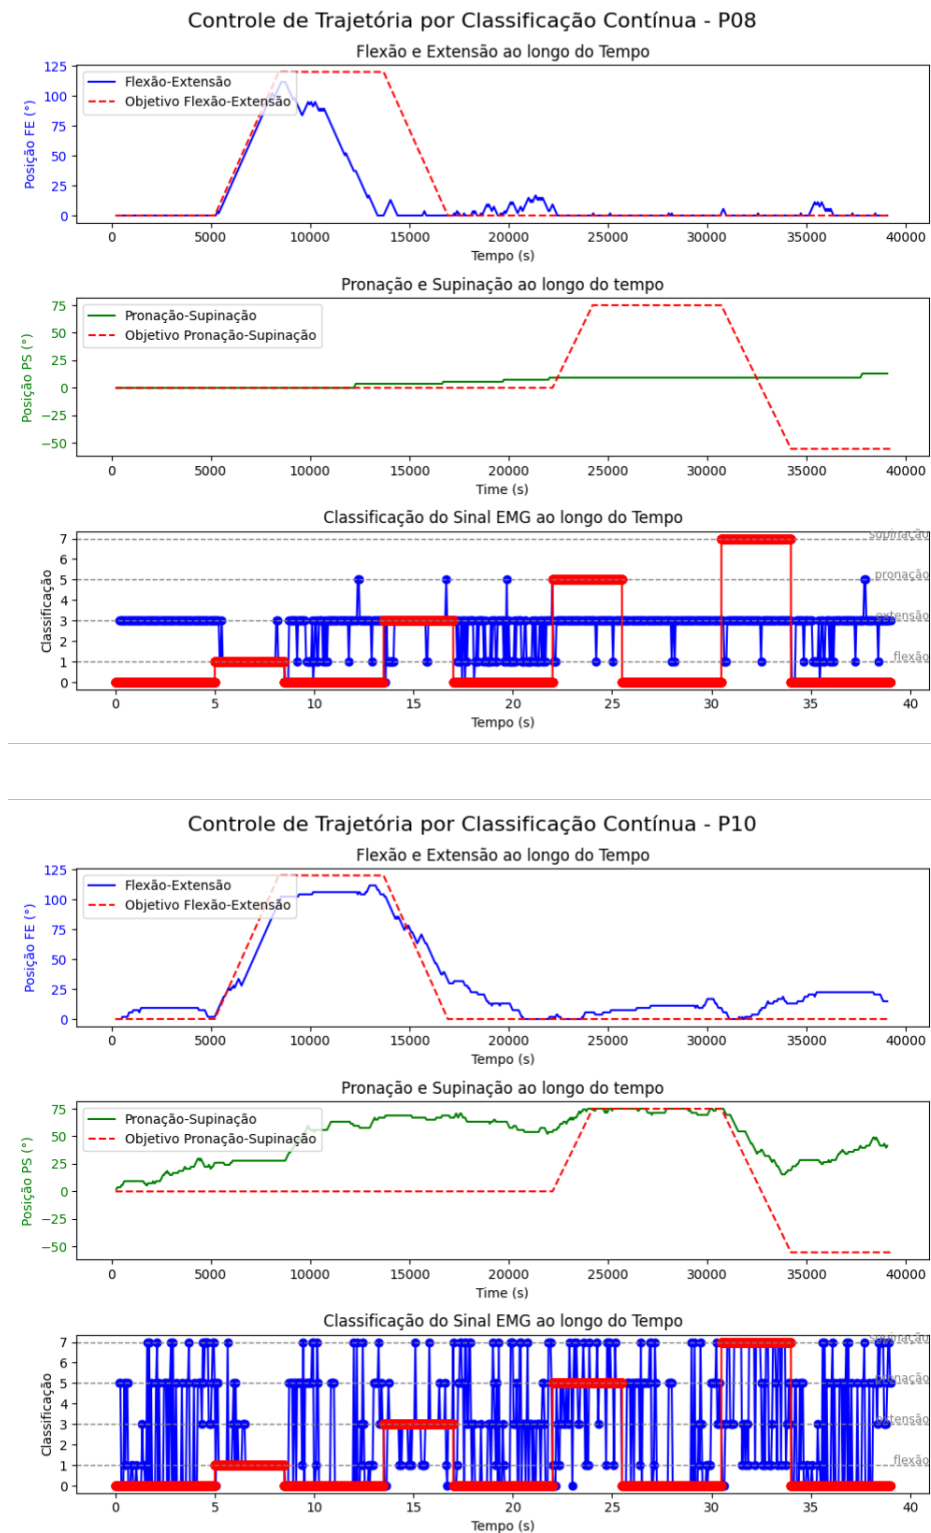 Controle de Trajetória por Classificação Contínua - P08
Flexão e Extensão ao longo do Tempo
125
100
75
50
25
0
Posição FE (°)
Flexão-Extensão
Objetivo Flexão-Extensão
0 5000 10000 15000 20000 25000 30000 35000 40000
Tempo (s)
Pronação e Supinação ao longo do tempo
75
50
25
0
−25
−50
Posição PS (°)
Pronação-Supinação
Objetivo Pronação-Supinação
0 5000 10000 15000 20000 25000 30000 35000 40000
Time (s)
Classificação do Sinal EMG ao longo do Tempo
7
6
5
4
3
2
1
0
Classificação
supinação
pronação
extensão
flexão
0 5 10 15 20 25 30 35 40
Tempo (s)
Controle de Trajetória por Classificação Contínua - P10
Flexão e Extensão ao longo do Tempo
125
100
75
50
25
0
Posição FE (°)
Flexão-Extensão
Objetivo Flexão-Extensão
0 5000 10000 15000 20000 25000 30000 35000 40000
Tempo (s)
Pronação e Supinação ao longo do tempo
75
50
25
0
−25
−50
Posição PS (°)
Pronação-Supinação
Objetivo Pronação-Supinação
0 5000 10000 15000 20000 25000 30000 35000 40000
Time (s)
Classificação do Sinal EMG ao longo do Tempo
7
6
5
4
3
2
1
0
Classificação
supinação
pronação
extensão
flexão
0 5 10 15 20 25 30 35 40
Tempo (s)